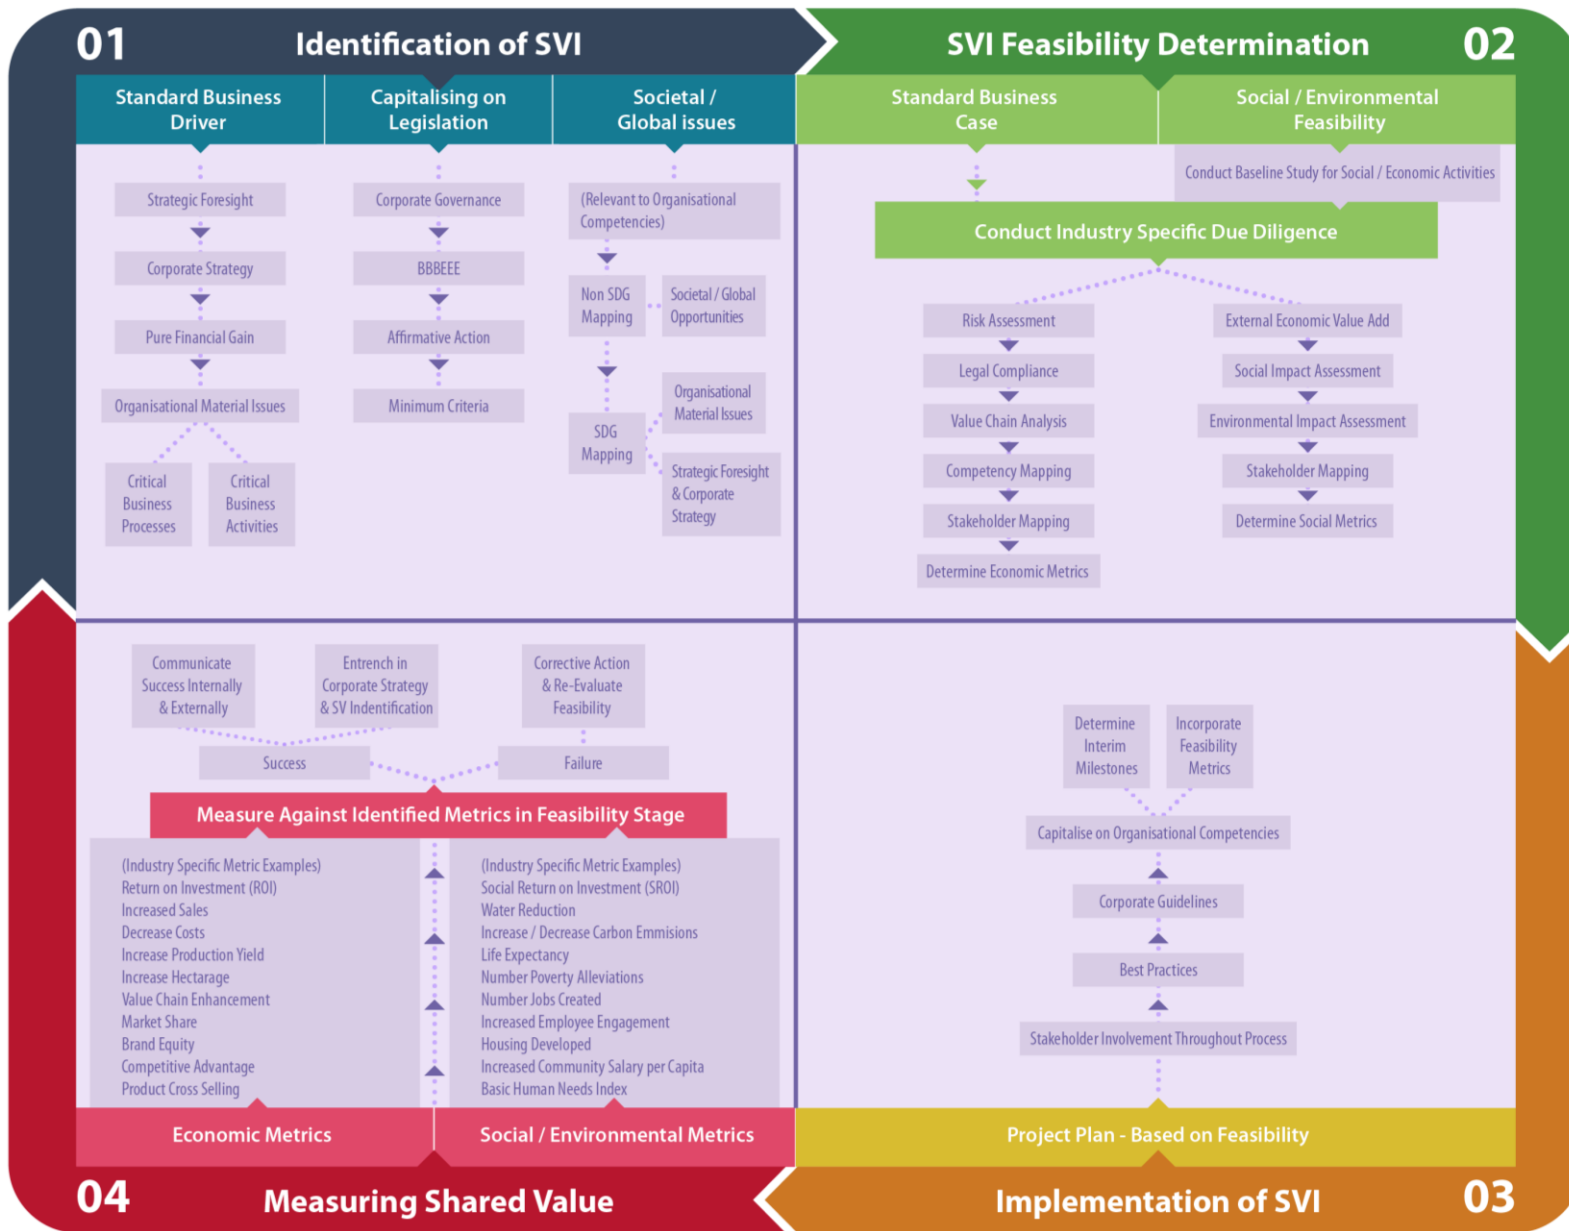 01
Identification of SVI
Standard Business
Driver
Capitalising on
Legislation
Societal /
Global issues
Strategic Foresight
Corporate Strategy
Pure Financial Gain
Organisational Material Issues
Critical
Business
Processes
Critical
Business
Activities
Corporate Governance
BBBEEE
Affirmative Action
Minimum Criteria
(Relevant to Organisational
Competencies)
Non SDG
Mapping
Societal / Global
Opportunities
SDG
Mapping
Organisational
Material Issues
Strategic Foresight
& Corporate
Strategy
SVI Feasibility Determination
02
Standard Business
Case
Social / Environmental
Feasibility
Conduct Baseline Study for Social / Economic Activities
Conduct Industry Specific Due Diligence
Risk Assessment
Legal Compliance
Value Chain Analysis
Competency Mapping
Stakeholder Mapping
Determine Economic Metrics
External Economic Value Add
Social Impact Assessment
Environmental Impact Assessment
Stakeholder Mapping
Determine Social Metrics
Determine
Interim
Milestones
Incorporate
Feasibility
Metrics
Capitalise on Organisational Competencies
Corporate Guidelines
Best Practices
Stakeholder Involvement Throughout Process
Project Plan - Based on Feasibility
Implementation of SVI
03
Communicate
Success Internally
& Externally
Entrench in
Corporate Strategy
& SV Indentification
Corrective Action
& Re-Evaluate
Feasibility
Success
Failure
Measure Against Identified Metrics in Feasibility Stage
(Industry Specific Metric Examples)
Return on Investment (ROI)
Increased Sales
Decrease Costs
Increase Production Yield
Increase Hectarage
Value Chain Enhancement
Market Share
Brand Equity
Competitive Advantage
Product Cross Selling
(Industry Specific Metric Examples)
Social Return on Investment (SROI)
Water Reduction
Increase / Decrease Carbon Emmisions
Life Expectancy
Number Poverty Alleviations
Number Jobs Created
Increased Employee Engagement
Housing Developed
Increased Community Salary per Capita
Basic Human Needs Index
Economic Metrics
Social / Environmental Metrics
04
Measuring Shared Value